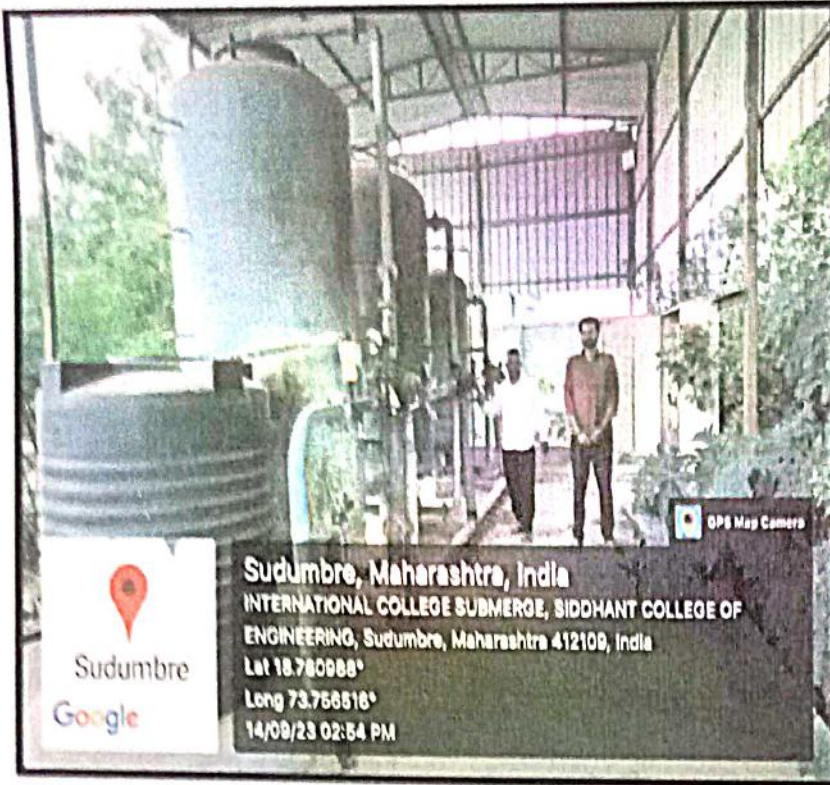 GPS Map Camera
Sudumbre, Maharashtra, India
INTERNATIONAL COLLEGE SUBMERGE, SIDDHANT COLLEGE OF
ENGINEERING, Sudumbre, Maharashtra 412109, India
Lat 18.780988°
Long 73.756516°
14/09/23 02:54 PM
Sudumbre
Google